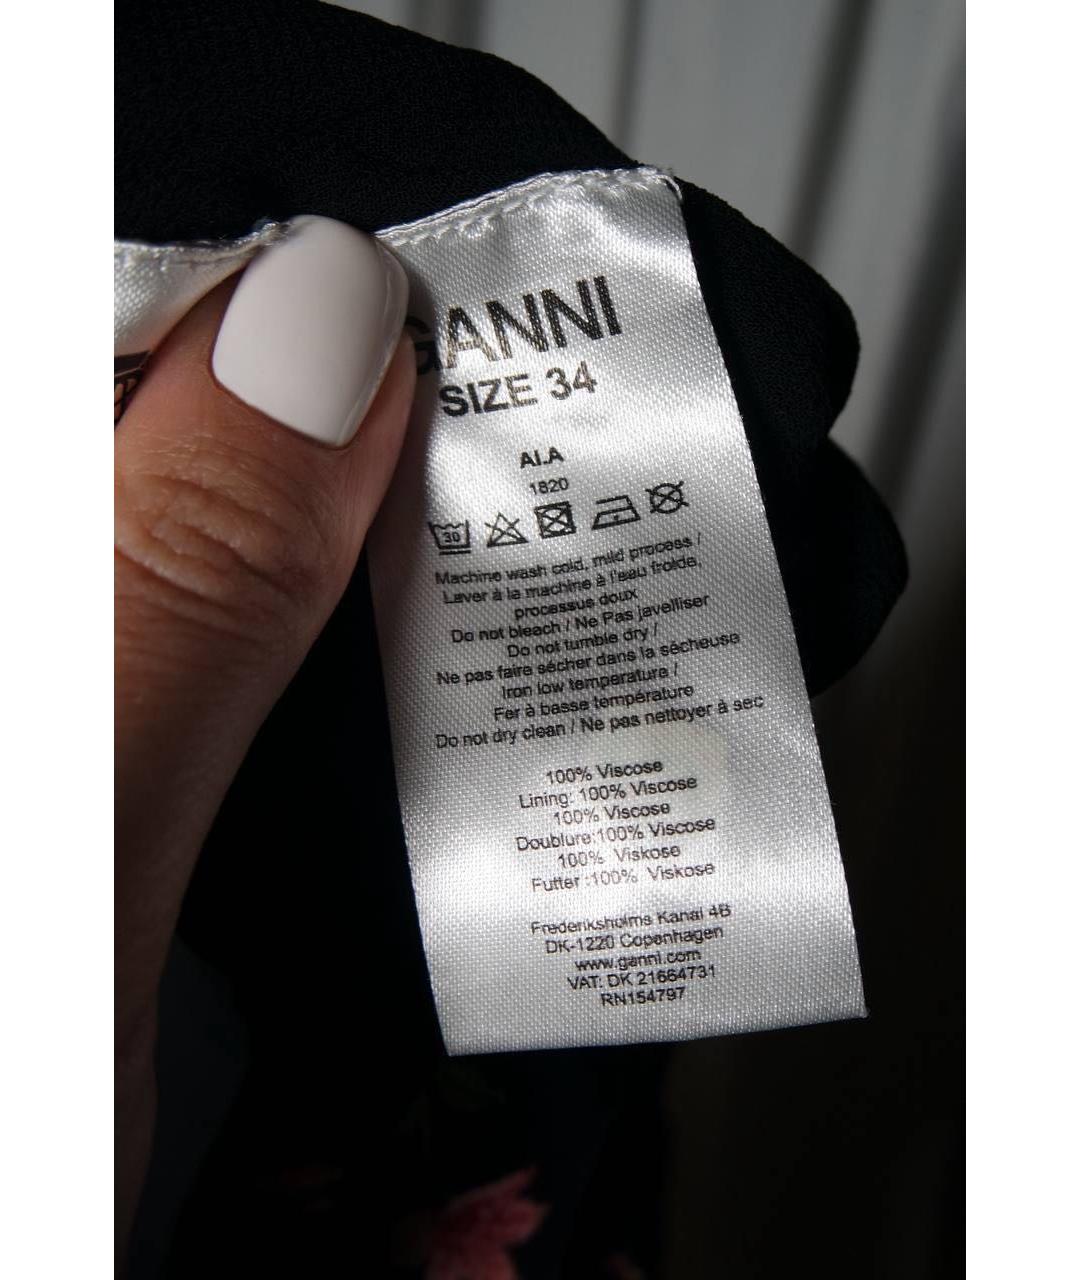 GANNI
SIZE 34
AI.A
1820
30
Machine wash cold, mild process /
Laver à la machine à l'eau froide,
processus doux
Do not bleach / Ne Pas javelliser
Do not tumble dry /
Ne pas faire sécher dans la sécheuse
Iron low temperature /
Fer à basse température
Do not dry clean / Ne pas nettoyer à sec
100% Viscose
Lining: 100% Viscose
100% Viscose
Doublure:100% Viscose
100% Viskose
Futter :100% Viskose
Frederiksholms Kanal 4B
DK-1220 Copenhagen
www.ganni.com
VAT: DK 21664731
RN154797